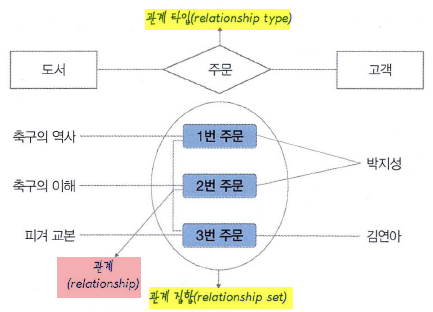 관계 타입(relationship type)
도서
주문
고객
축구의 역사
1번 주문
박지성
축구의 이해
2번 주문
피겨 교본
3번 주문
김연아
관계
(relationship)
관계 집합(relationship set)